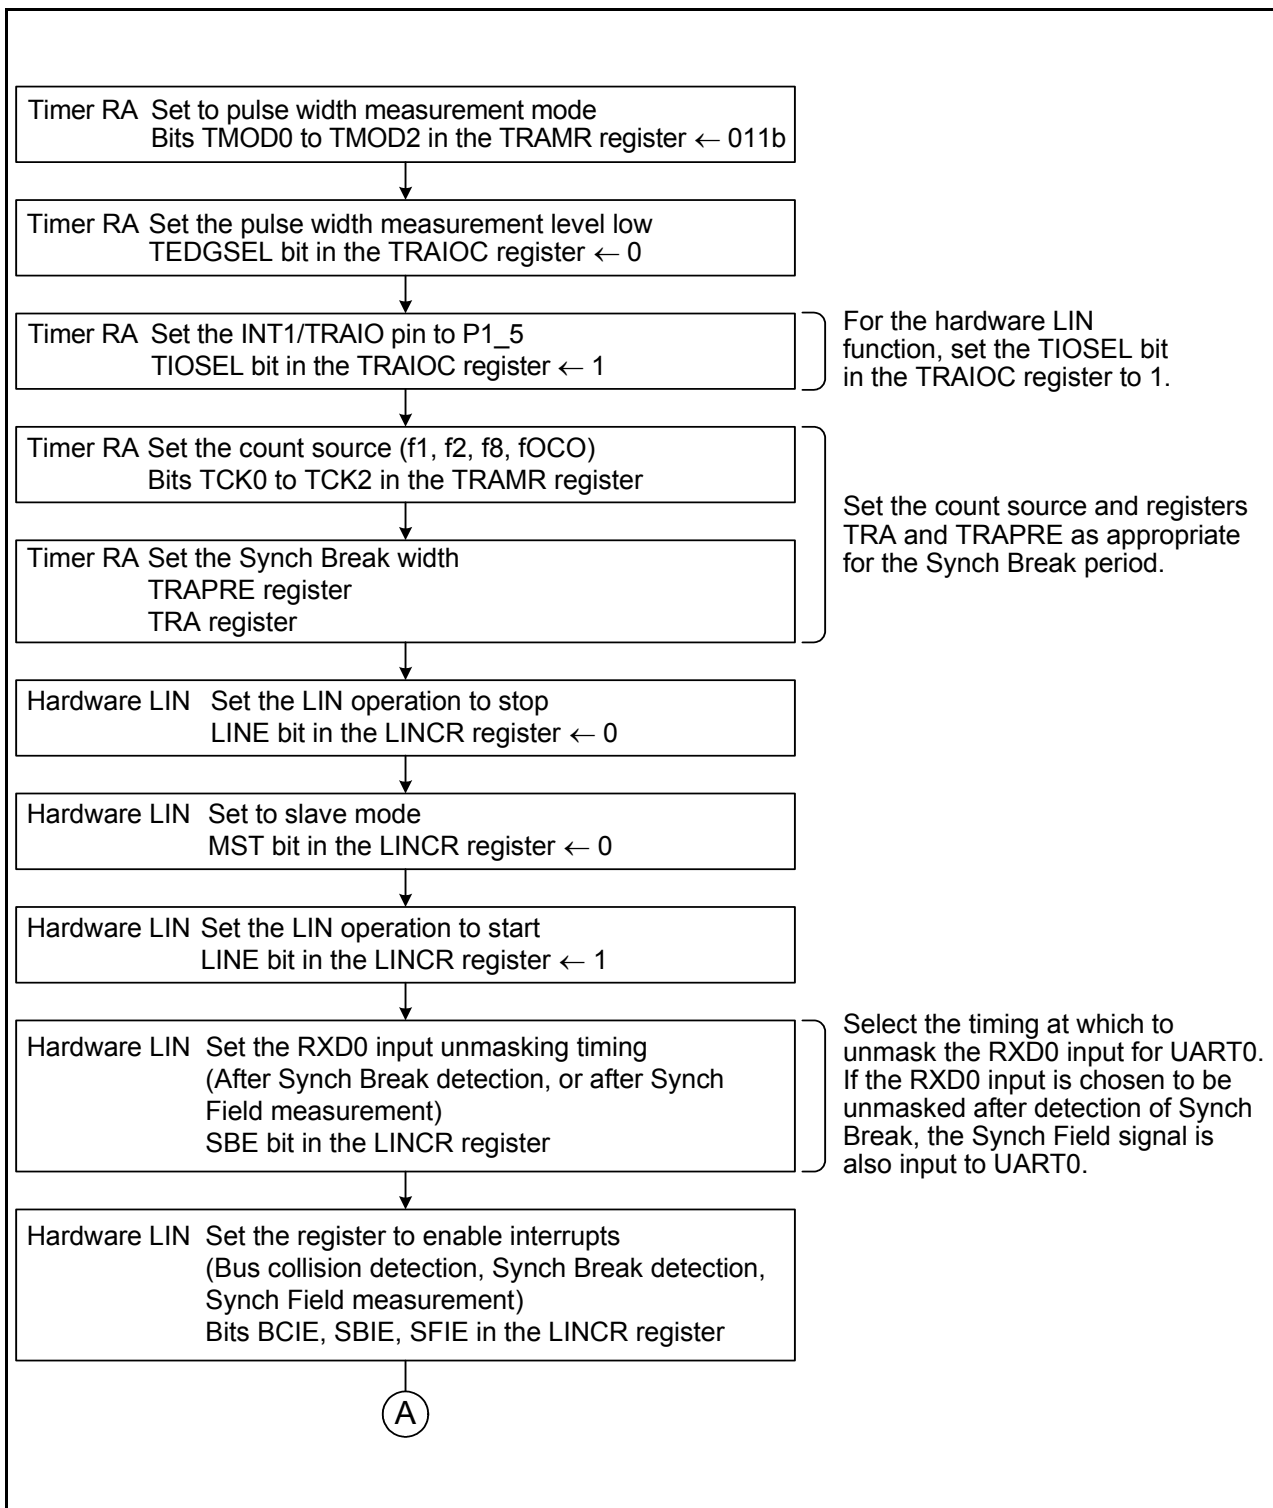 Timer RA Set to pulse width measurement mode
Bits TMOD0 to TMOD2 in the TRAMR register ← 011b
Timer RA Set the pulse width measurement level low
TEDGSEL bit in the TRAIOC register ← 0
Timer RA Set the INT1/TRAIO pin to P1_5
TIOSEL bit in the TRAIOC register ← 1
For the hardware LIN
function, set the TIOSEL bit
in the TRAIOC register to 1.
Timer RA Set the count source (f1, f2, f8, fOCO)
Bits TCK0 to TCK2 in the TRAMR register
Timer RA Set the Synch Break width
TRAPRE register
TRA register
Set the count source and registers
TRA and TRAPRE as appropriate
for the Synch Break period.
Hardware LIN Set the LIN operation to stop
LINE bit in the LINCR register ← 0
Hardware LIN Set to slave mode
MST bit in the LINCR register ← 0
Hardware LIN Set the LIN operation to start
LINE bit in the LINCR register ← 1
Hardware LIN Set the RXD0 input unmasking timing
(After Synch Break detection, or after Synch
Field measurement)
SBE bit in the LINCR register
Select the timing at which to
unmask the RXD0 input for UART0.
If the RXD0 input is chosen to be
unmasked after detection of Synch
Break, the Synch Field signal is
also input to UART0.
Hardware LIN Set the register to enable interrupts
(Bus collision detection, Synch Break detection,
Synch Field measurement)
Bits BCIE, SBIE, SFIE in the LINCR register
A